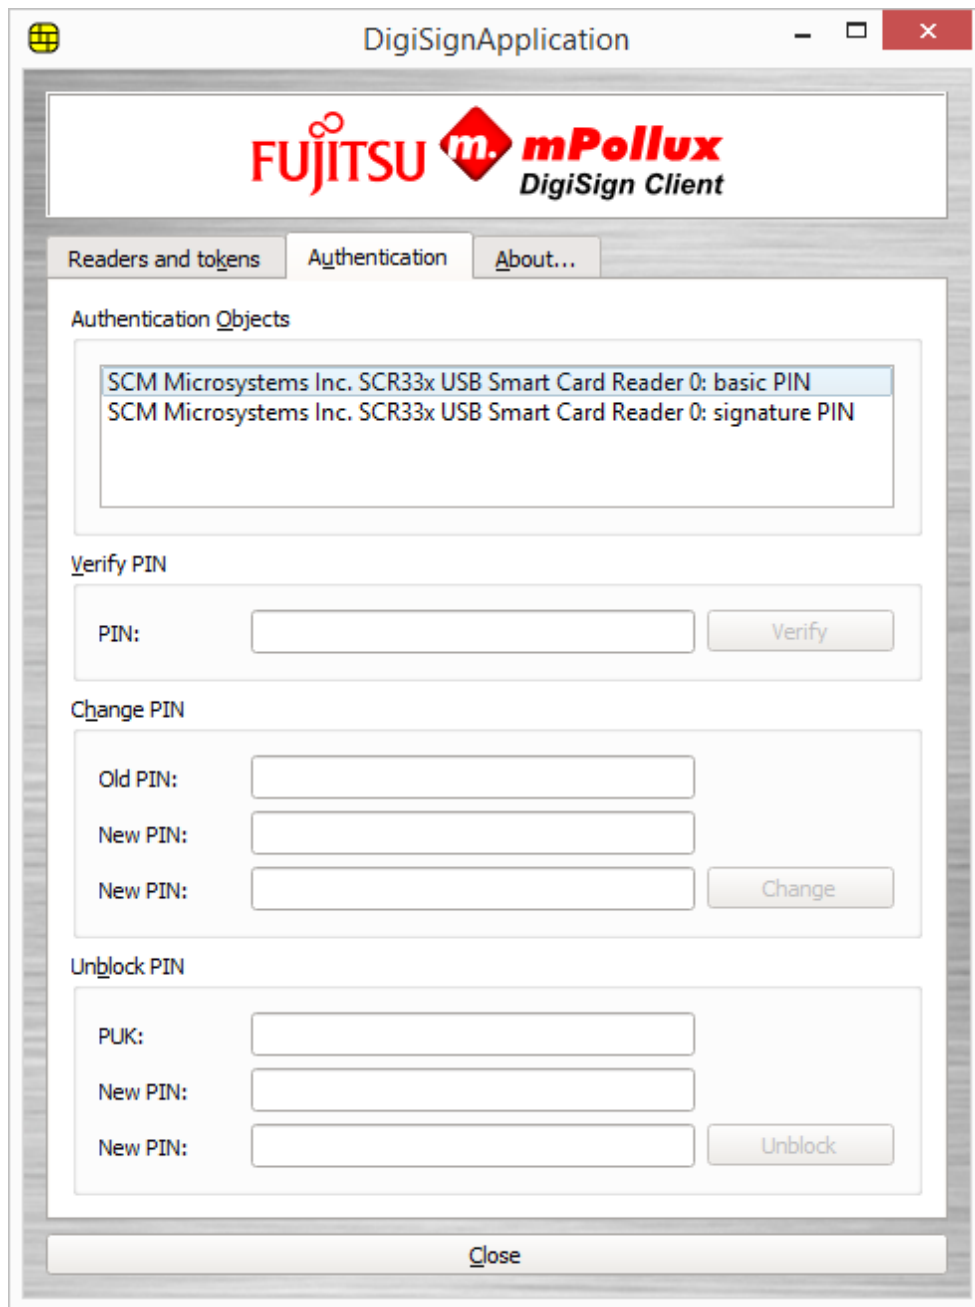 DigiSignApplication
FUJITSU m. mPollux
DigiSign Client
Readers and tokens Authentication About...
Authentication Objects
SCM Microsystems Inc. SCR33x USB Smart Card Reader 0: basic PIN
SCM Microsystems Inc. SCR33x USB Smart Card Reader 0: signature PIN
Verify PIN
PIN: Verify
Change PIN
Old PIN:
New PIN:
New PIN: Change
Unblock PIN
PUK:
New PIN:
New PIN: Unblock
Close